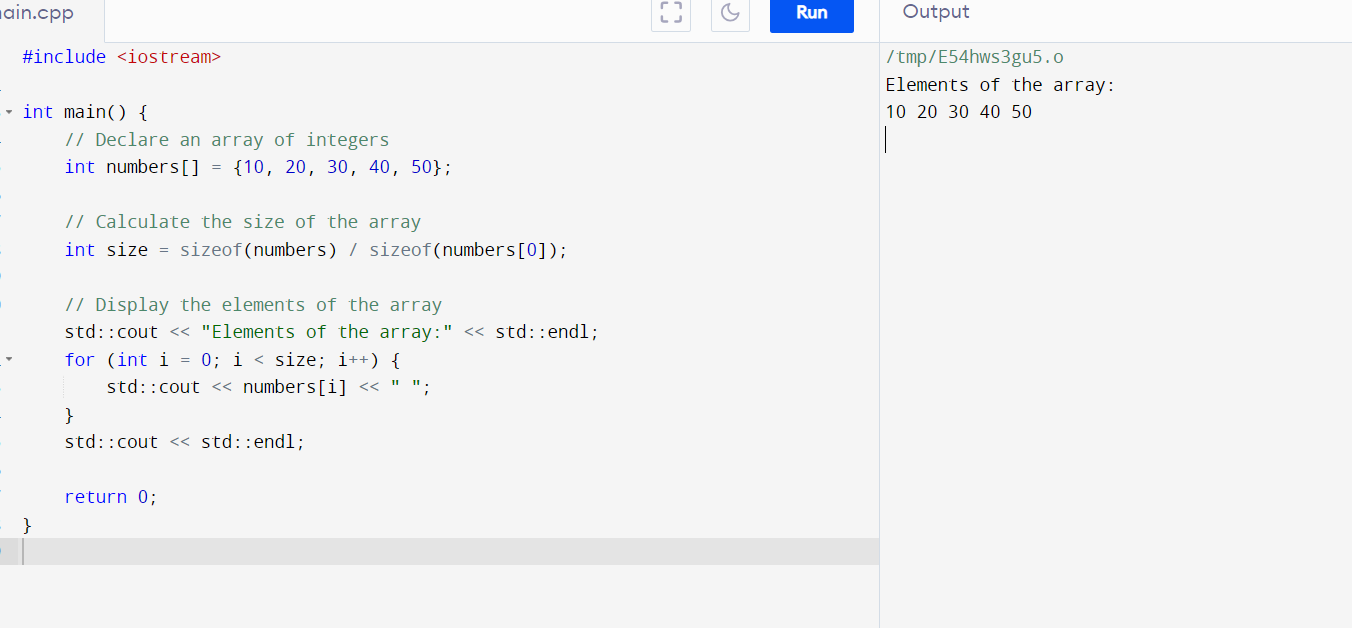 ain.cpp
Run
#include <iostream>
int main() {
// Declare an array of integers
int numbers[] = {10, 20, 30, 40, 50};
// Calculate the size of the array
int size = sizeof(numbers) / sizeof(numbers[0]);
// Display the elements of the array
std::cout << "Elements of the array:" << std::endl;
for (int i = 0; i < size; i++) {
std::cout << numbers[i] << " ";
}
std::cout << std::endl;
return 0;
}
Output
/tmp/E54hws3gu5.o
Elements of the array:
10 20 30 40 50